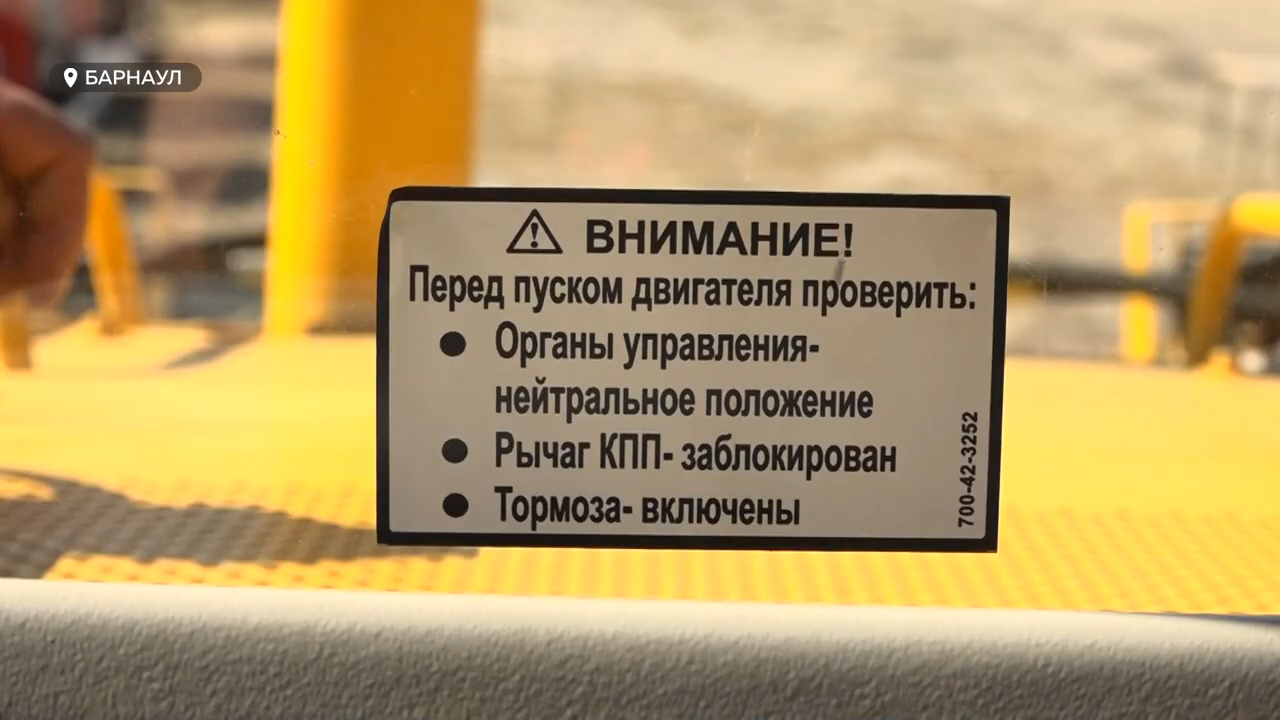 БАРНАУЛ
ВНИМАНИЕ!
Перед пуском двигателя проверить:
● Органы управления-
нейтральное положение
● Рычаг КПП- заблокирован
● Тормоза- включены
700-42-3252